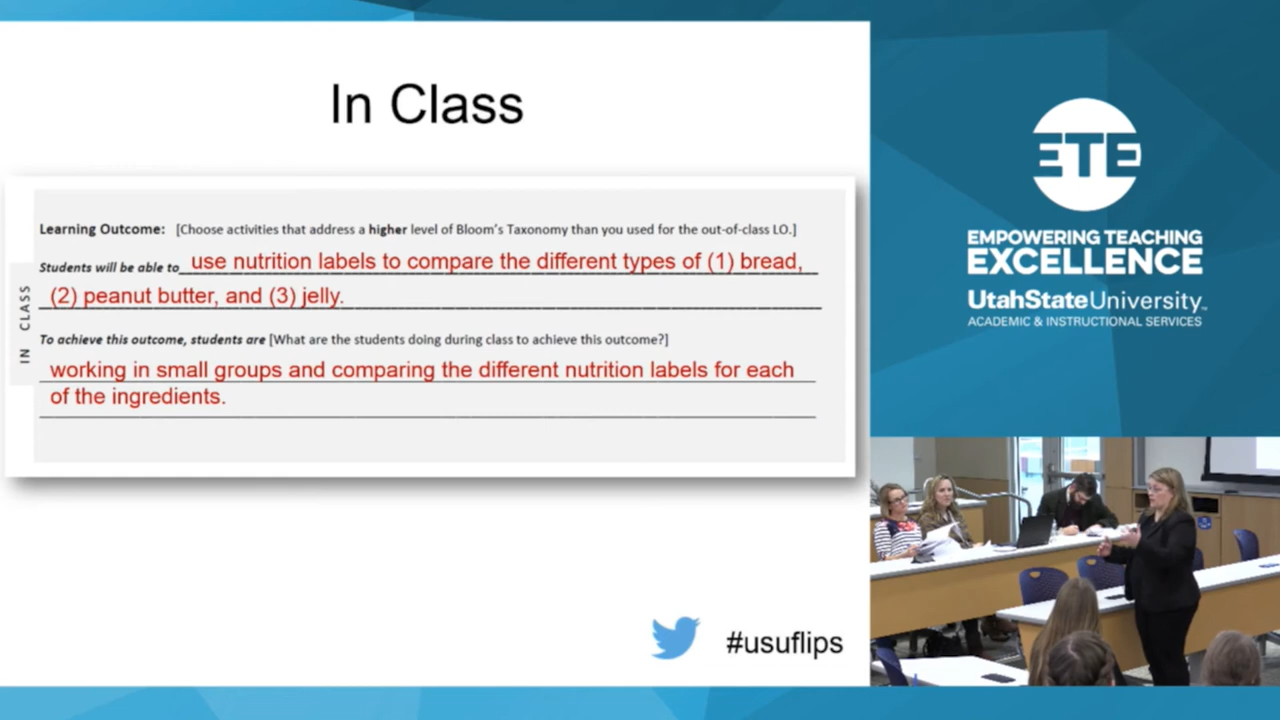 In Class
Learning Outcome: [Choose activities that address a higher level of Bloom's Taxonomy than you used for the out-of-class LO.]
Students will be able to use nutrition labels to compare the different types of (1) bread,
(2) peanut butter, and (3) jelly.
IN CLASS
To achieve this outcome, students are [What are the students doing during class to achieve this outcome?]
working in small groups and comparing the different nutrition labels for each
of the ingredients.
#usuflips
ETE
EMPOWERING TEACHING
EXCELLENCE
UtahStateUniversity
ACADEMIC & INSTRUCTIONAL SERVICES